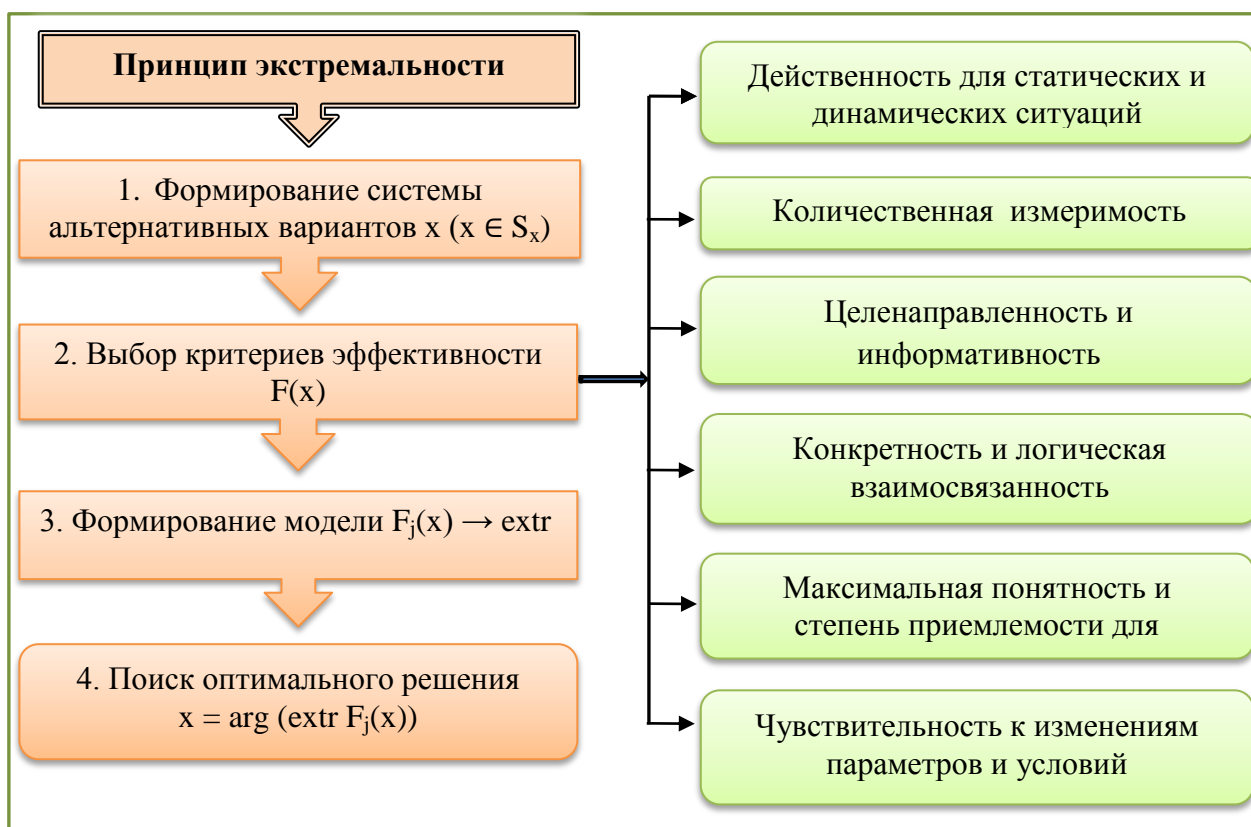 Принцип экстремальности
1. Формирование системы
альтернативных вариантов x (x ∈ Sₓ)
2. Выбор критериев эффективности
F(x)
3. Формирование модели Fⱼ(x) → extr
4. Поиск оптимального решения
x = arg (extr Fⱼ(x))
Действенность для статических и
динамических ситуаций
Количественная измеримость
Целенаправленность и
информативность
Конкретность и логическая
взаимосвязанность
Максимальная понятность и
степень приемлемости для
Чувствительность к изменениям
параметров и условий